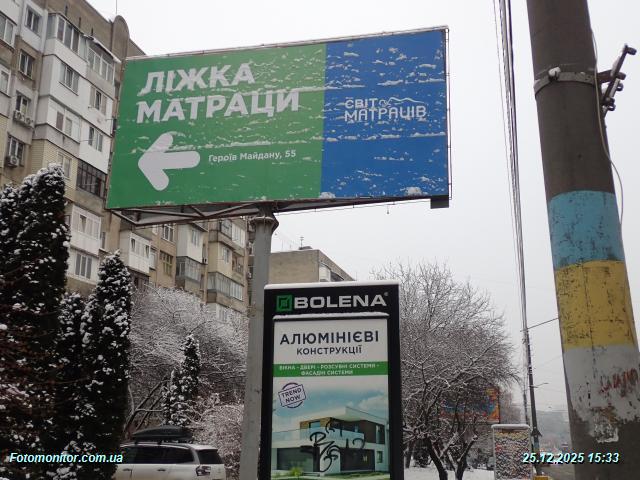 ЛІЖКА
МАТРАЦИ
Героїв Майдану, 55
СВІТ
МАТРАЦІВ
BOLENA
АЛЮМІНІЄВІ
КОНСТРУКЦІЇ
ВІКНА - ДВЕРІ - РОЗСУВНІ СИСТЕМИ -
ФАСАДНІ СИСТЕМИ
TREND
NOW
Fotomonitor.com.ua
25.12.2025 15:33